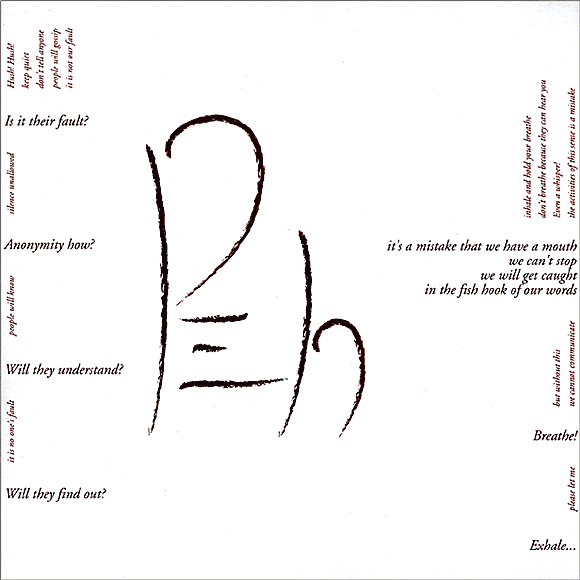 Hush! Hush!
keep quiet
don't tell anyone
people will gossip
it is not our fault
Is it their fault?
silence unallowed
Anonymity how?
people will know
Will they understand?
it is no one's fault
Will they find out?
PEh
inhale and hold your breathe
don't breathe because they can hear you
Even a whisper!
the activities of this sense is a mistake
it's a mistake that we have a mouth
we can't stop
we will get caught
in the fish hook of our words
but without this
we cannot communicate
Breathe!
please let me
Exhale...